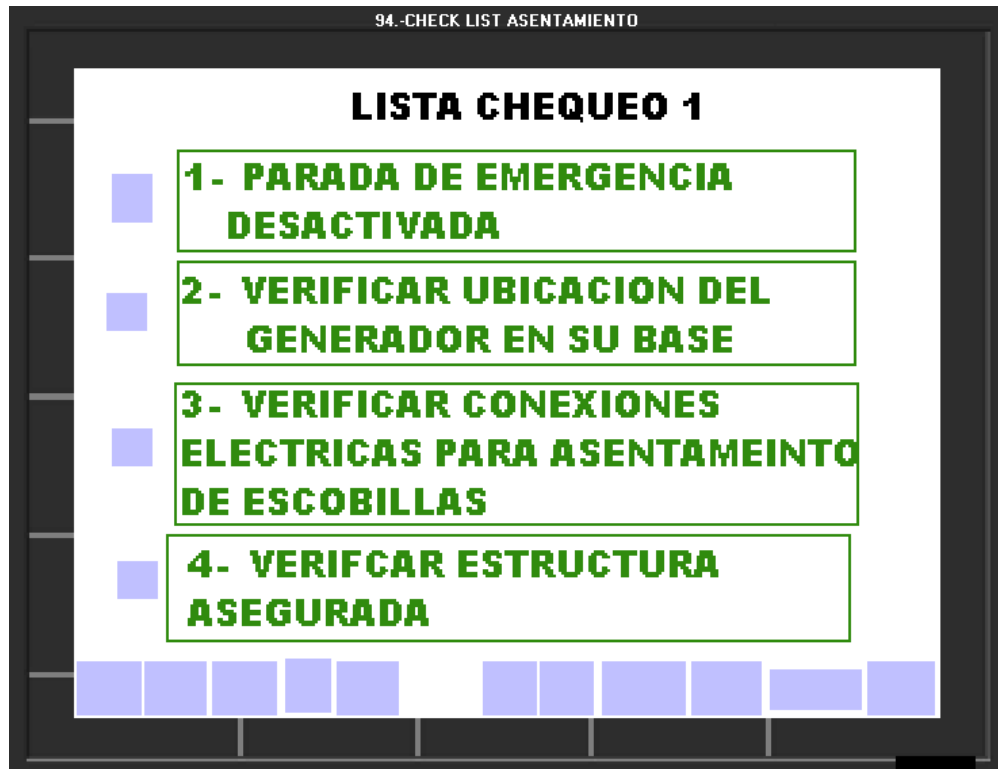 94.-CHECK LIST ASENTAMIENTO
LISTA CHEQUEO 1
1- PARADA DE EMERGENCIA
DESACTIVADA
2- VERIFICAR UBICACION DEL
GENERADOR EN SU BASE
3- VERIFICAR CONEXIONES
ELECTRICAS PARA ASENTAMEINTO
DE ESCOBILLAS
4- VERIFCAR ESTRUCTURA
ASEGURADA